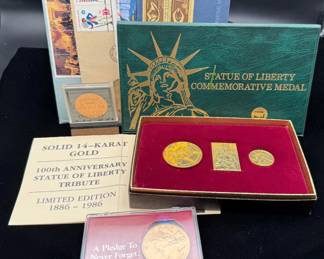 STATUE OF LIBERTY
COMMEMORATIVE MEDAL
SOLID 14-KARAT
GOLD
100th ANNIVERSARY
STATUE OF LIBERTY
TRIBUTE
LIMITED EDITION
1886 - 1986
A Pledge To
Never Forget